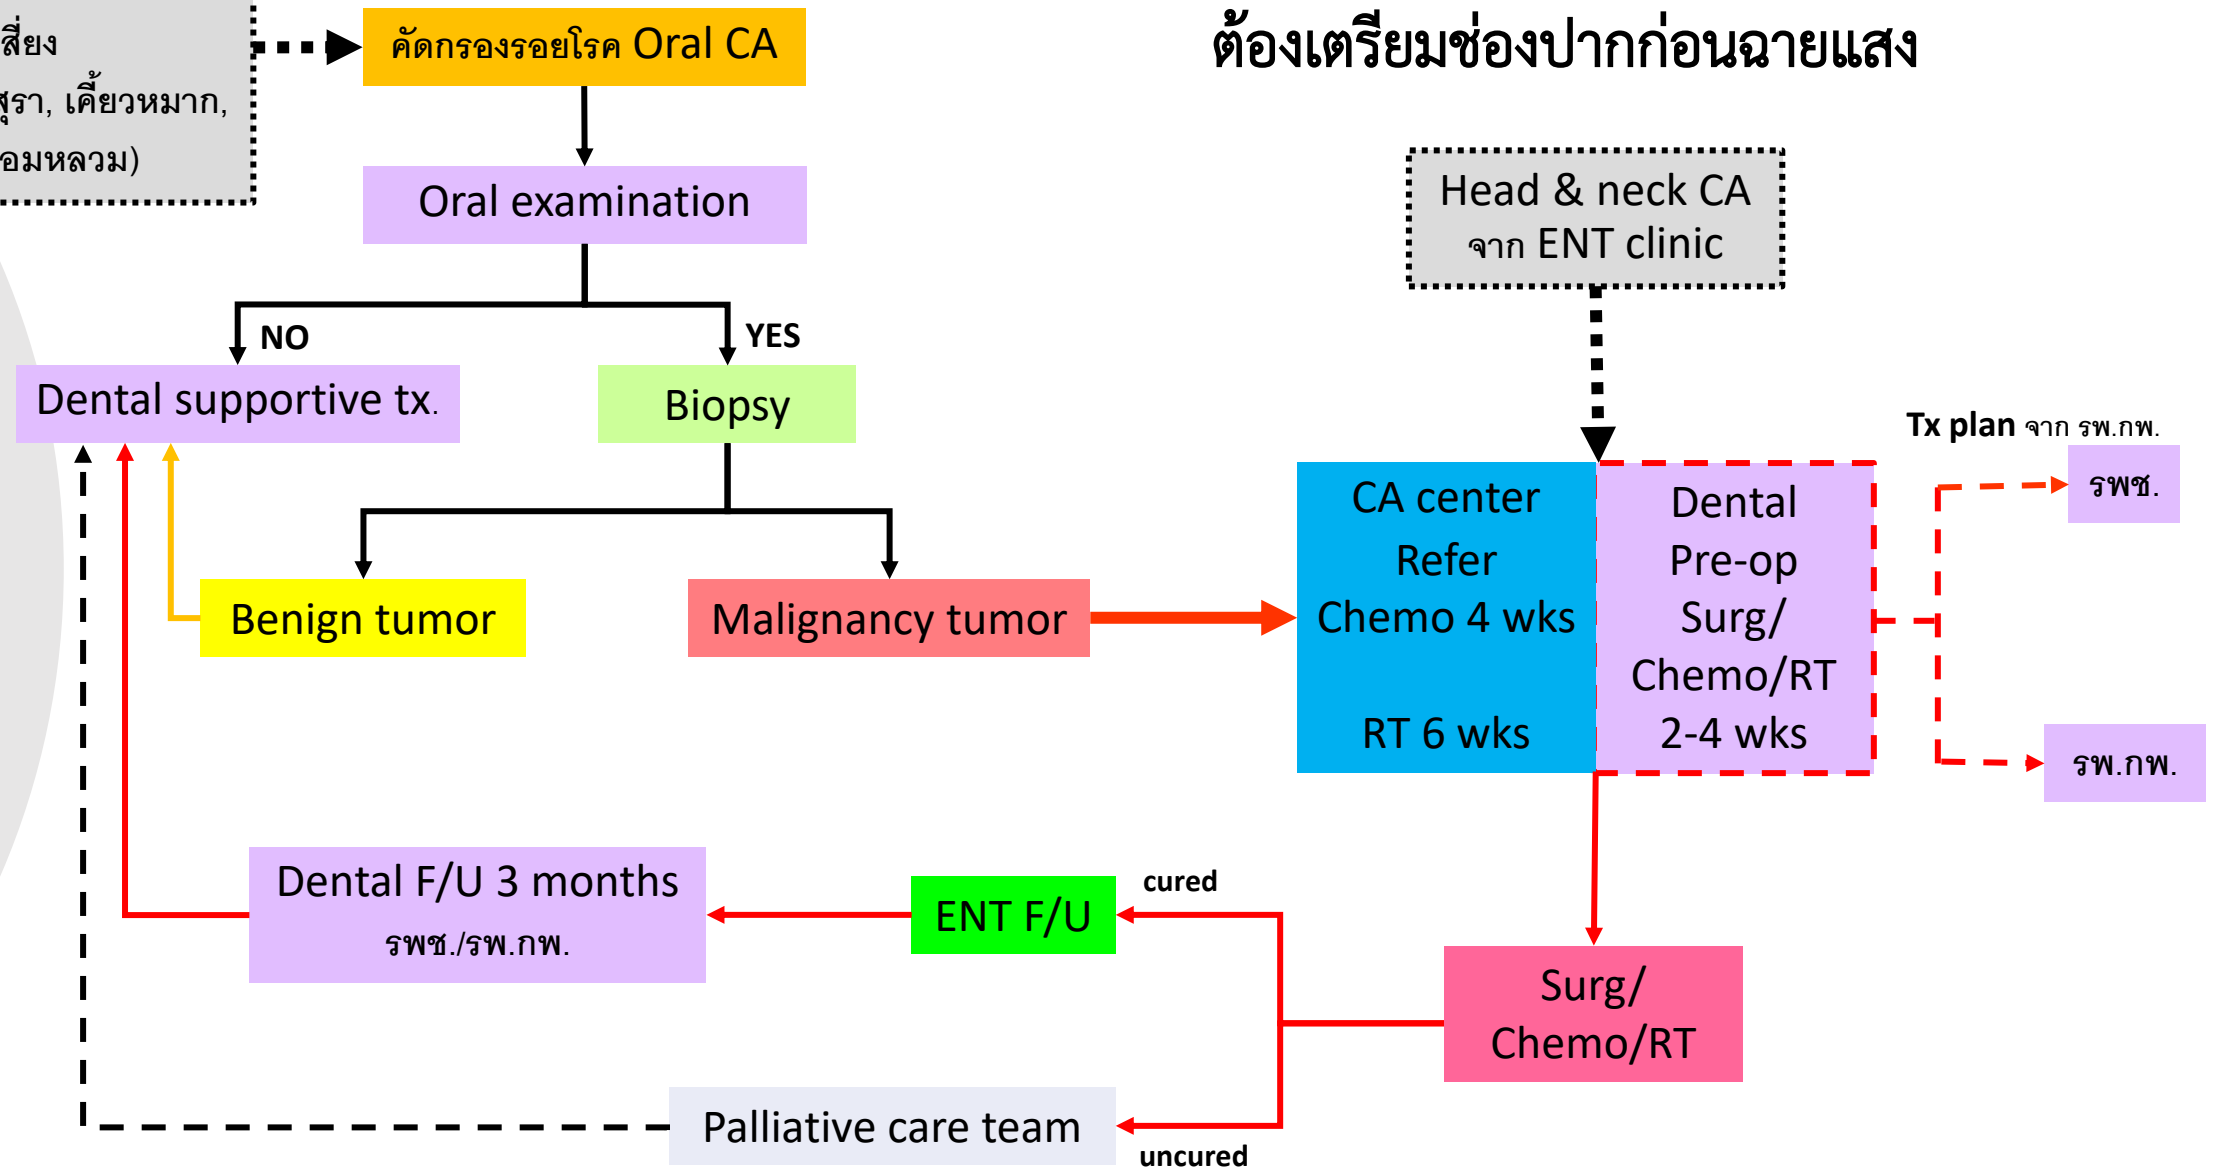 สี่ยง
สุรา, เคี้ยวหมาก,
อมหลวม)
คัดกรองรอยโรค Oral CA
ต้องเตรียมช่องปากก่อนฉายแสง
Oral examination
Head & neck CA
จาก ENT clinic
NO
YES
Dental supportive tx.
Biopsy
Tx plan จาก รพ.กพ.
รพช.
CA center
Refer
Chemo 4 wks
RT 6 wks
Dental
Pre-op
Surg/
Chemo/RT
2-4 wks
Benign tumor
Malignancy tumor
รพ.กพ.
Dental F/U 3 months
รพช./รพ.กพ.
ENT F/U
cured
Surg/
Chemo/RT
Palliative care team
uncured